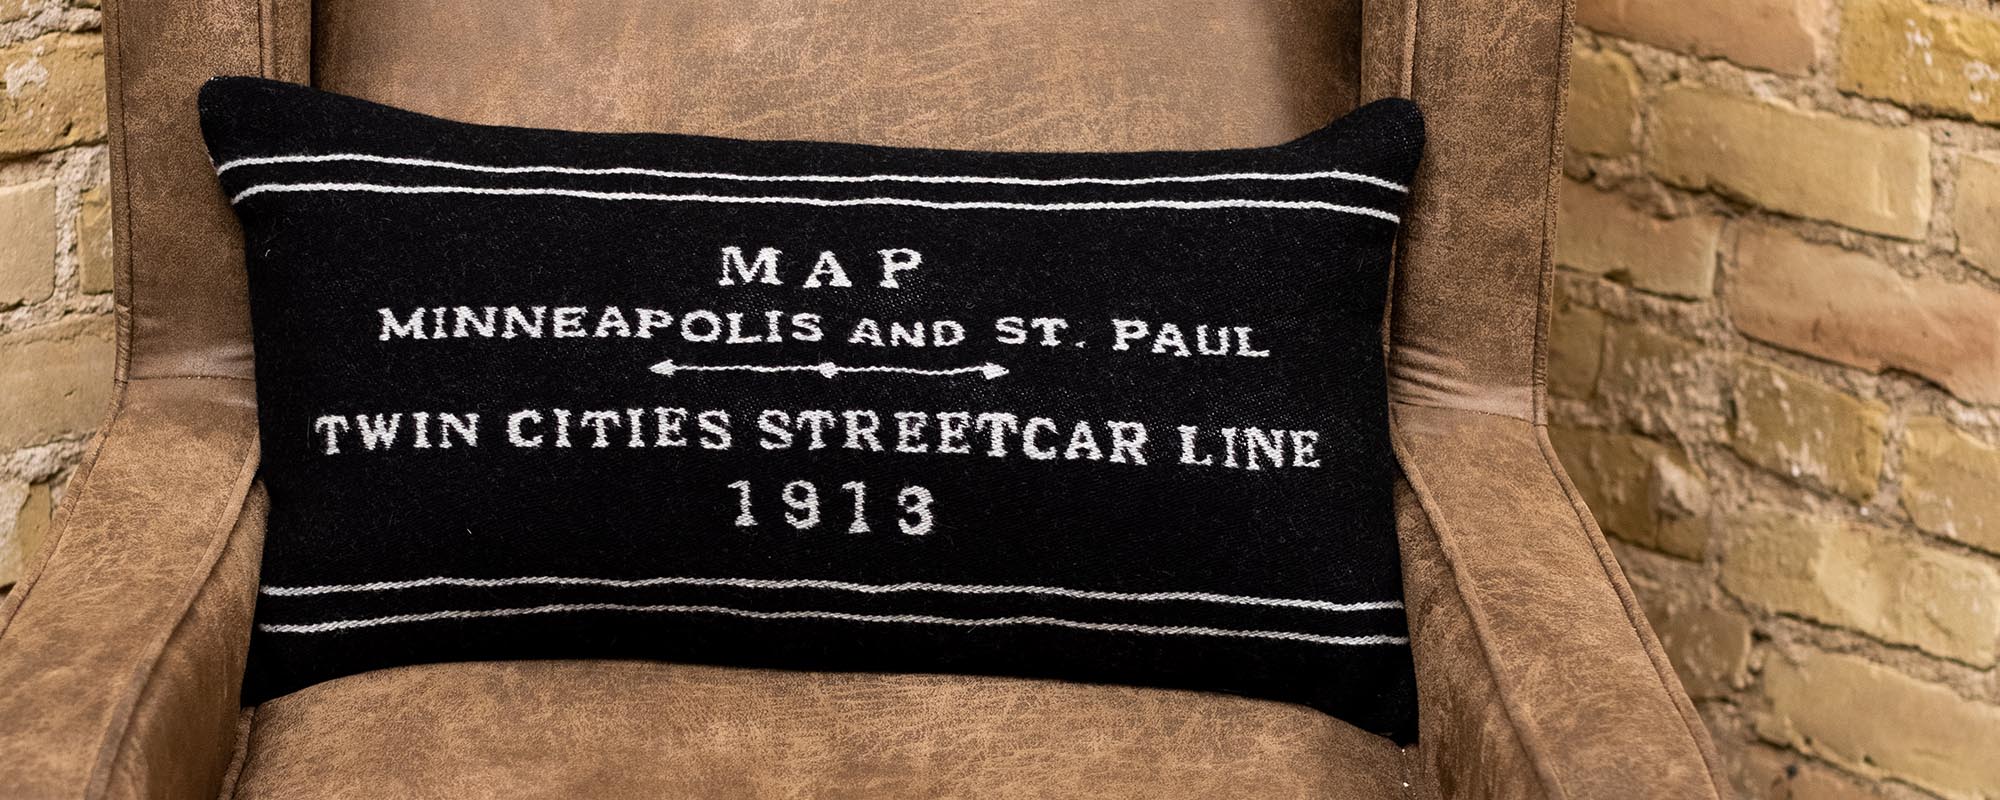 MAP
MINNEAPOLIS AND ST. PAUL
TWIN CITIES STREETCAR LINE
1913